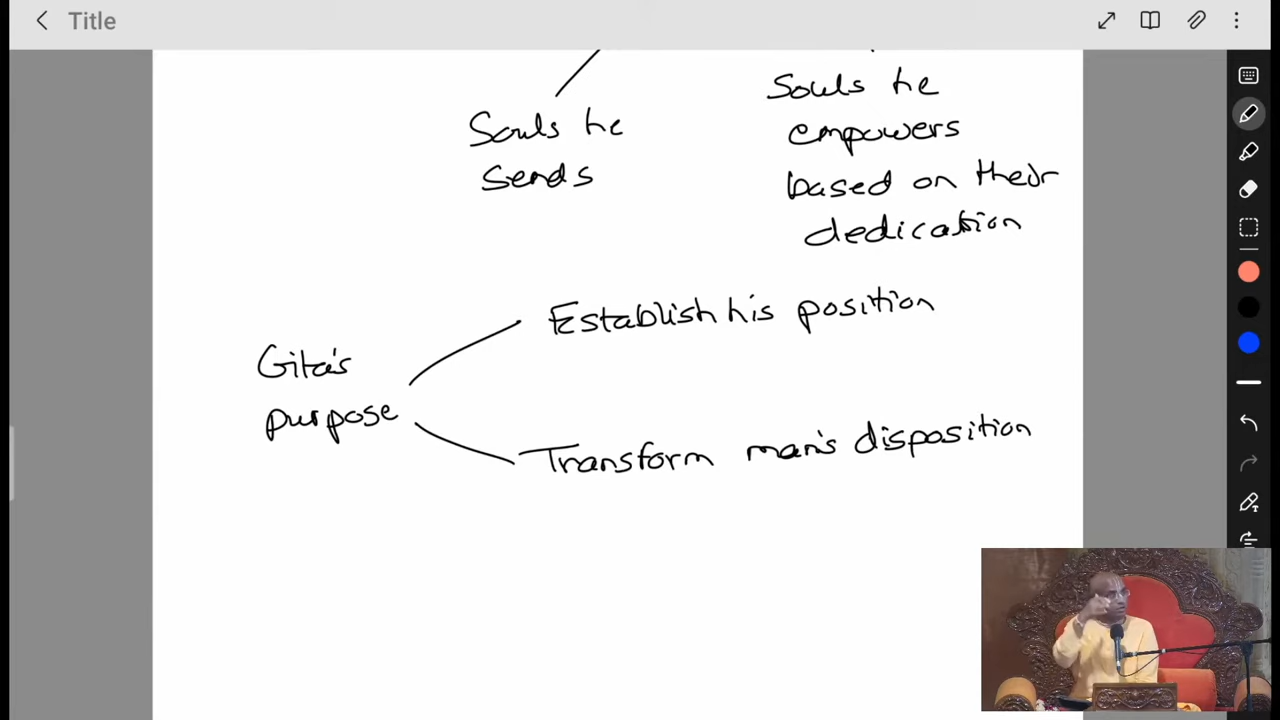 Title
Souls he
sends
Souls he
empowers
based on their
dedication
Gita's
purpose
Establish his position
Transform man's disposition